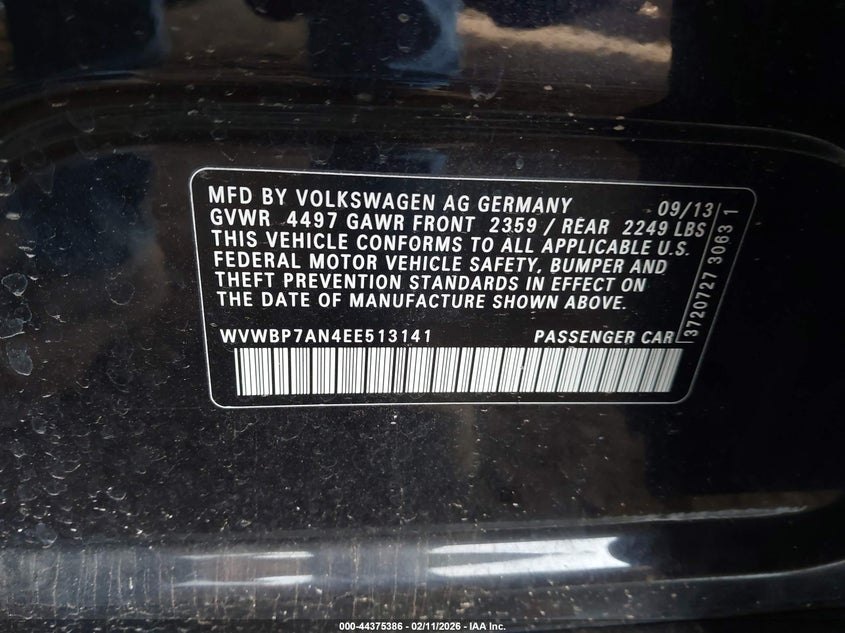 MFD BY VOLKSWAGEN AG GERMANY 09/13
GVWR 4497 GAWR FRONT 2359 / REAR 2249 LBS
THIS VEHICLE CONFORMS TO ALL APPLICABLE U.S.
FEDERAL MOTOR VEHICLE SAFETY, BUMPER AND
THEFT PREVENTION STANDARDS IN EFFECT ON
THE DATE OF MANUFACTURE SHOWN ABOVE.
WVWBP7AN4EE513141 PASSENGER CAR
3720727 3063 1
000-44375386 - 02/11/2026 - IAA Inc.